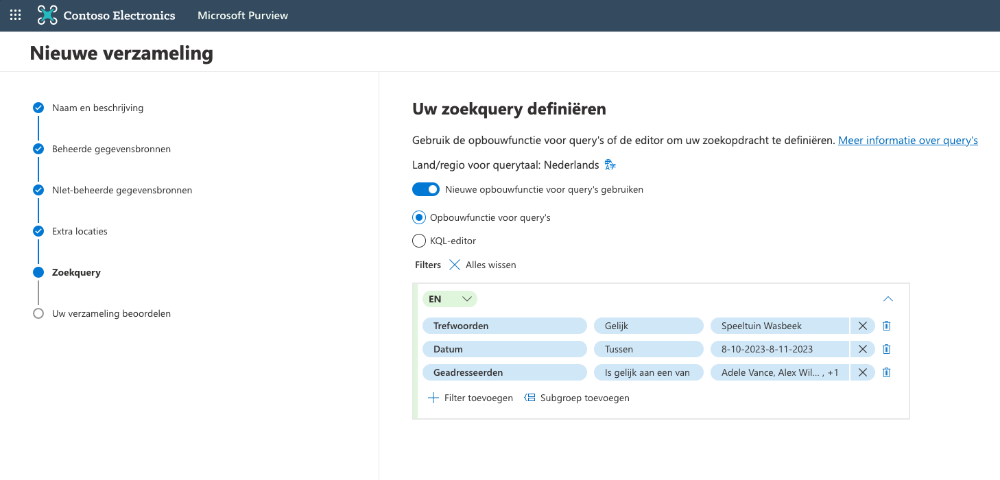 Contoso Electronics Microsoft Purview
Nieuwe verzameling
Naam en beschrijving
Beheerde gegevensbronnen
NIet-beheerde gegevensbronnen
Extra locaties
Zoekquery
Uw verzameling beoordelen
Uw zoekquery definiëren
Gebruik de opbouwfunctie voor query's of de editor om uw zoekopdracht te definiëren. Meer informatie over query's
Land/regio voor querytaal: Nederlands
Nieuwe opbouwfunctie voor query's gebruiken
Opbouwfunctie voor query's
KQL-editor
Filters Alles wissen
EN
Trefwoorden Gelijk Speeltuin Wasbeek
Datum Tussen 8-10-2023-8-11-2023
Geadresseerden Is gelijk aan een van Adele Vance, Alex Wil... , +1
Filter toevoegen Subgroep toevoegen